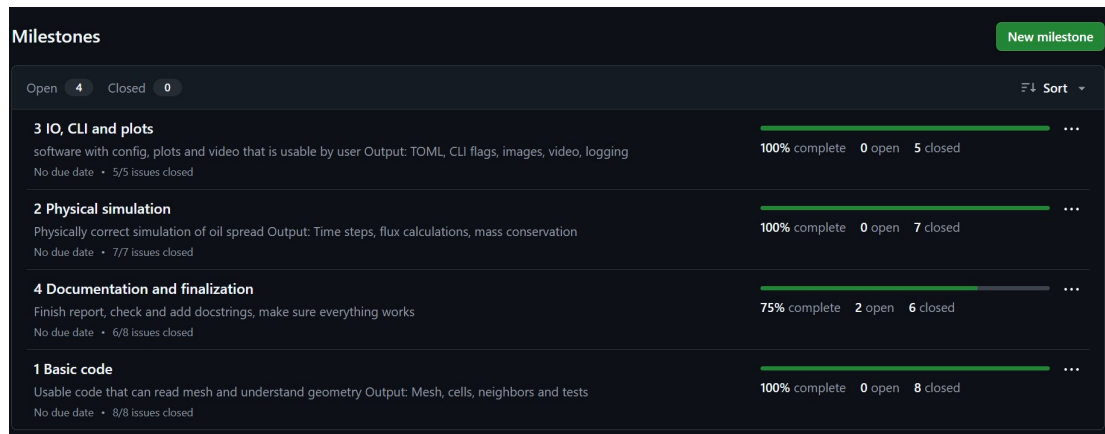 Milestones
New milestone
Open 4 Closed 0
Sort
3 IO, CLI and plots
software with config, plots and video that is usable by user Output: TOML, CLI flags, images, video, logging
No due date • 5/5 issues closed
100% complete 0 open 5 closed
2 Physical simulation
Physically correct simulation of oil spread Output: Time steps, flux calculations, mass conservation
No due date • 7/7 issues closed
100% complete 0 open 7 closed
4 Documentation and finalization
Finish report, check and add docstrings, make sure everything works
No due date • 6/8 issues closed
75% complete 2 open 6 closed
1 Basic code
Usable code that can read mesh and understand geometry Output: Mesh, cells, neighbors and tests
No due date • 8/8 issues closed
100% complete 0 open 8 closed